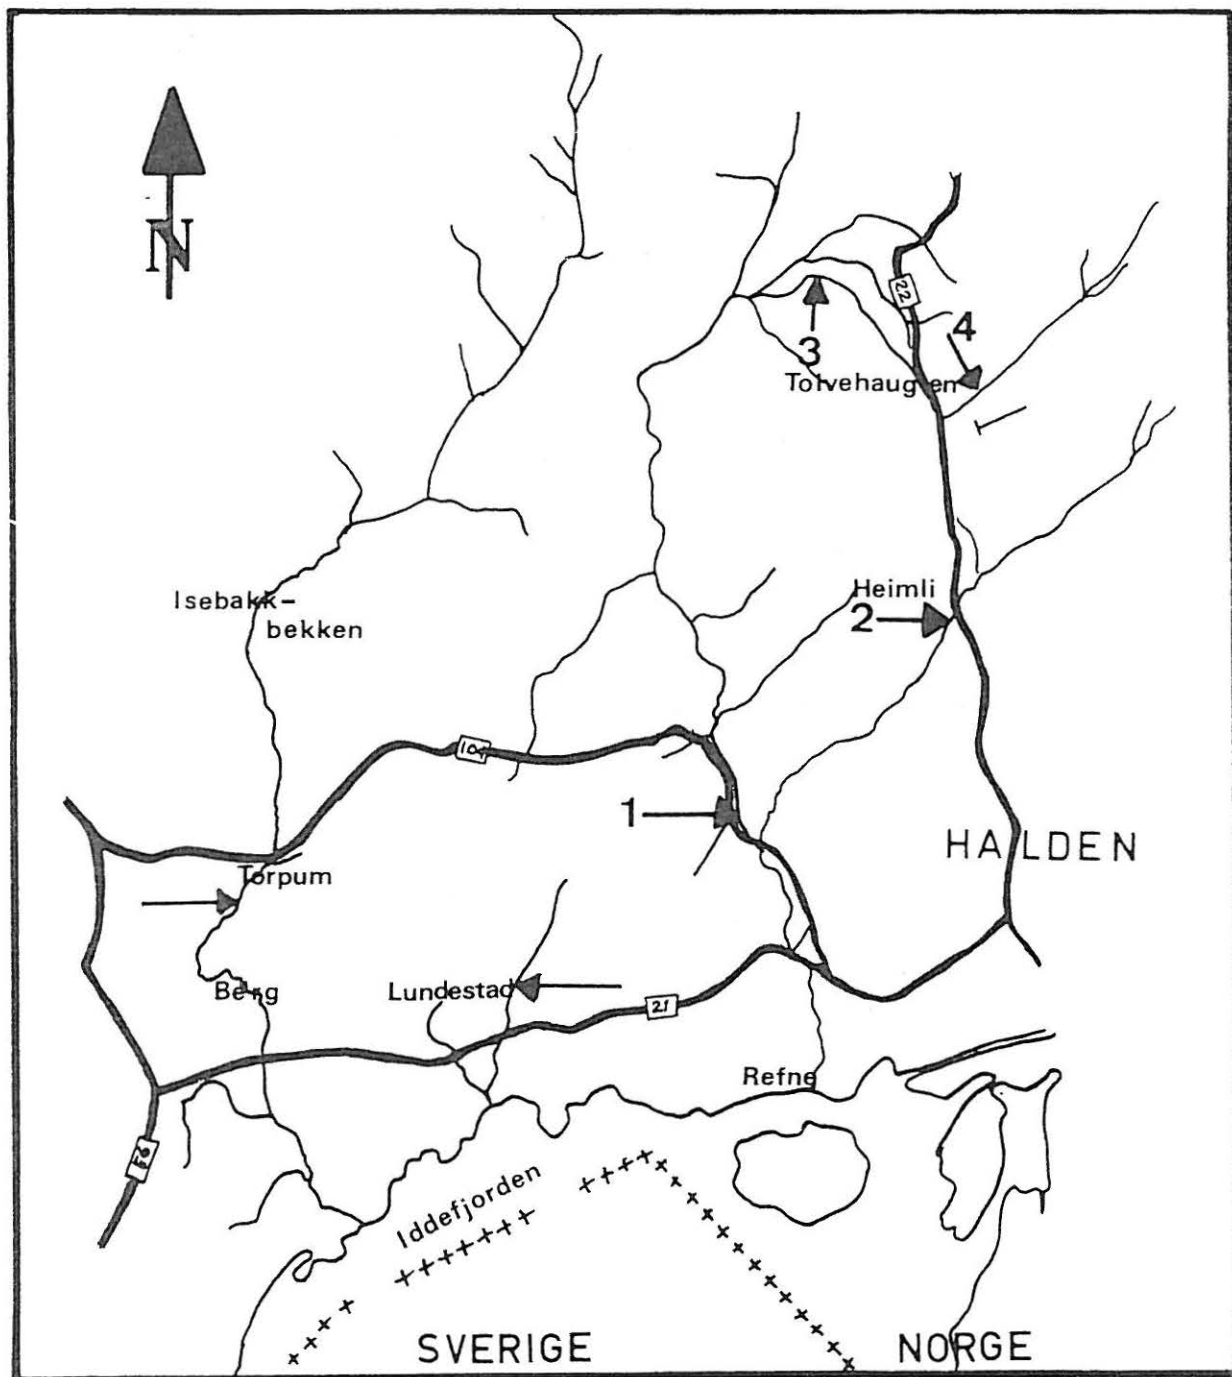 N
22
4
3
Tolvehaugen
Isebakk-
bekken
Heimli
2
1
HALDEN
Torpum
Berg
Lundestad
21
Refne
Iddefjorden
SVERIGE
NORGE